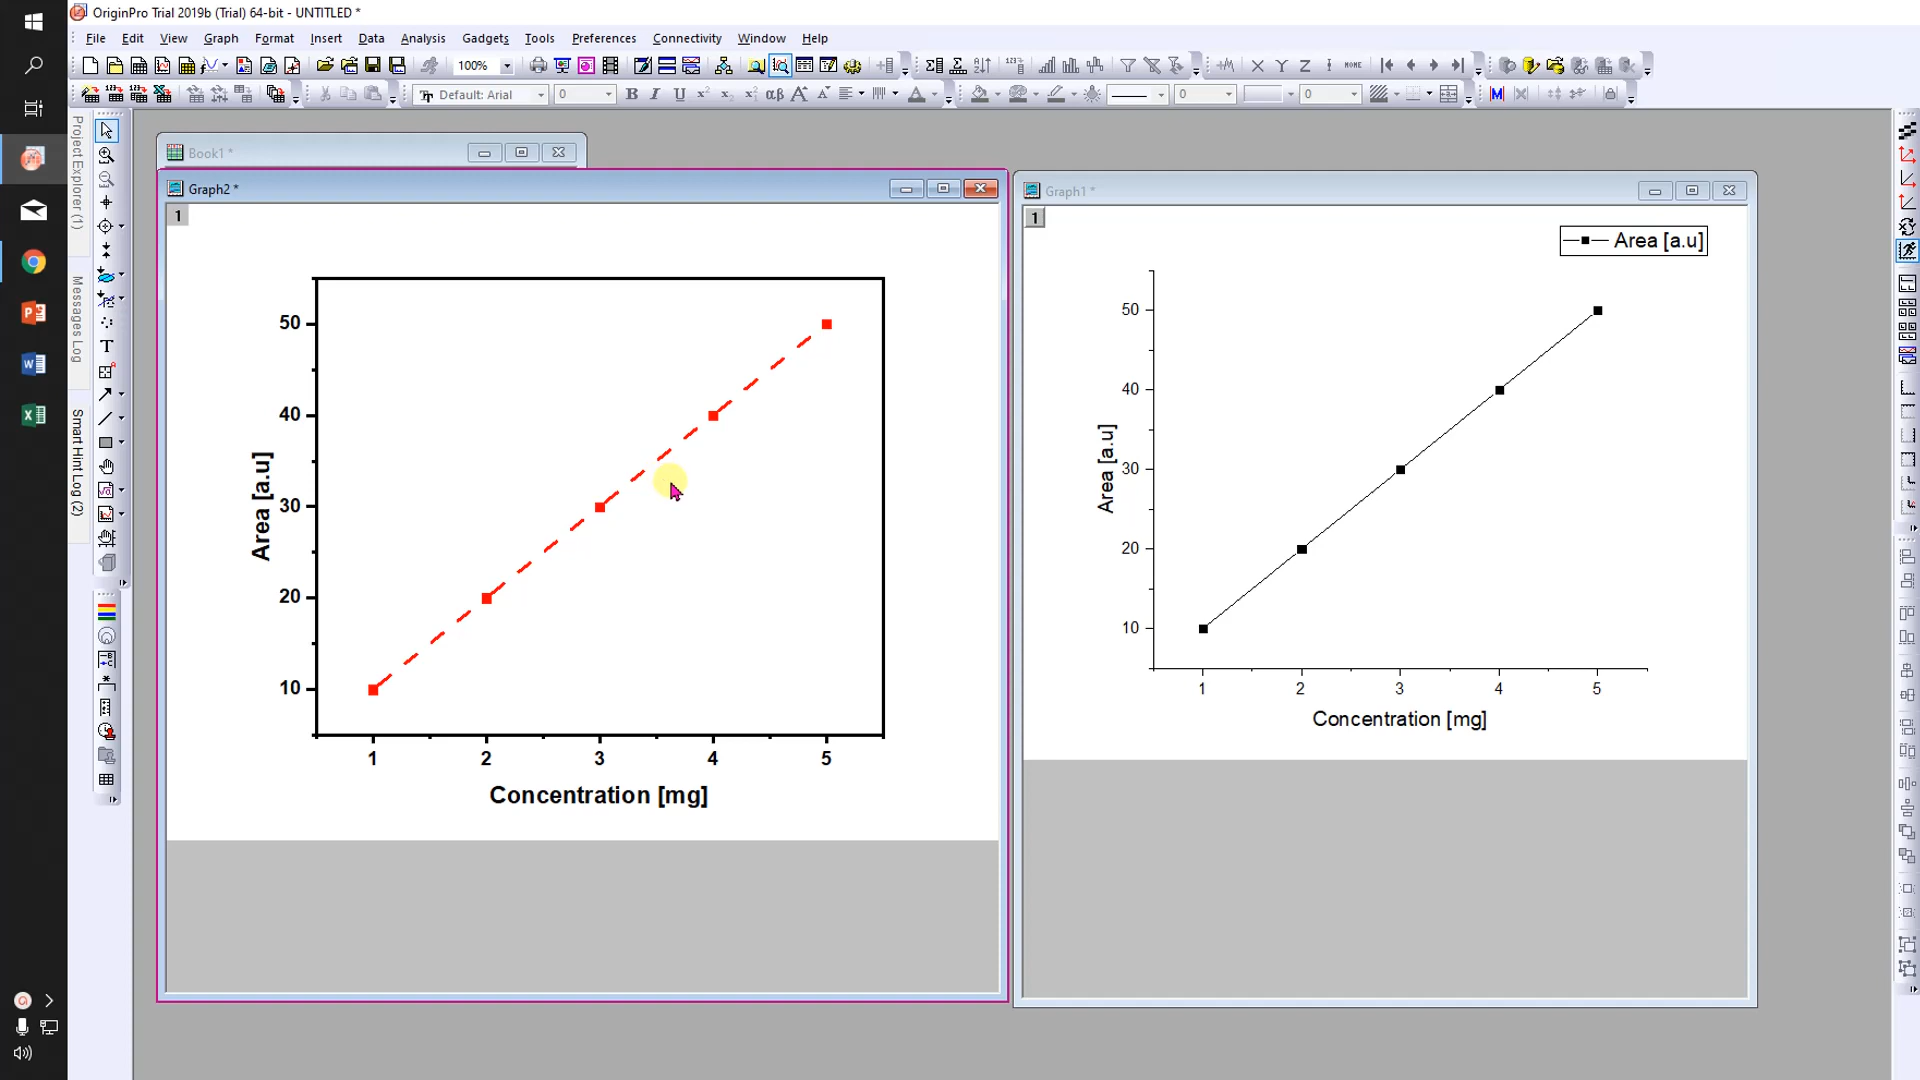 OriginPro Trial 2019b (Trial) 64-bit - UNTITLED *
File Edit View Graph Format Insert Data Analysis Gadgets Tools Preferences Connectivity Window Help
100%
Default: Arial 0 B I U αβ A A A 0 0
Project Explorer (1)
Messages Log
Smart Hint Log (2)
Book1 *
Graph2 *
1
50
40
30
20
10
Area [a.u]
1 2 3 4 5
Concentration [mg]
Graph1 *
1
Area [a.u]
50
40
30
20
10
Area [a.u]
1 2 3 4 5
Concentration [mg]